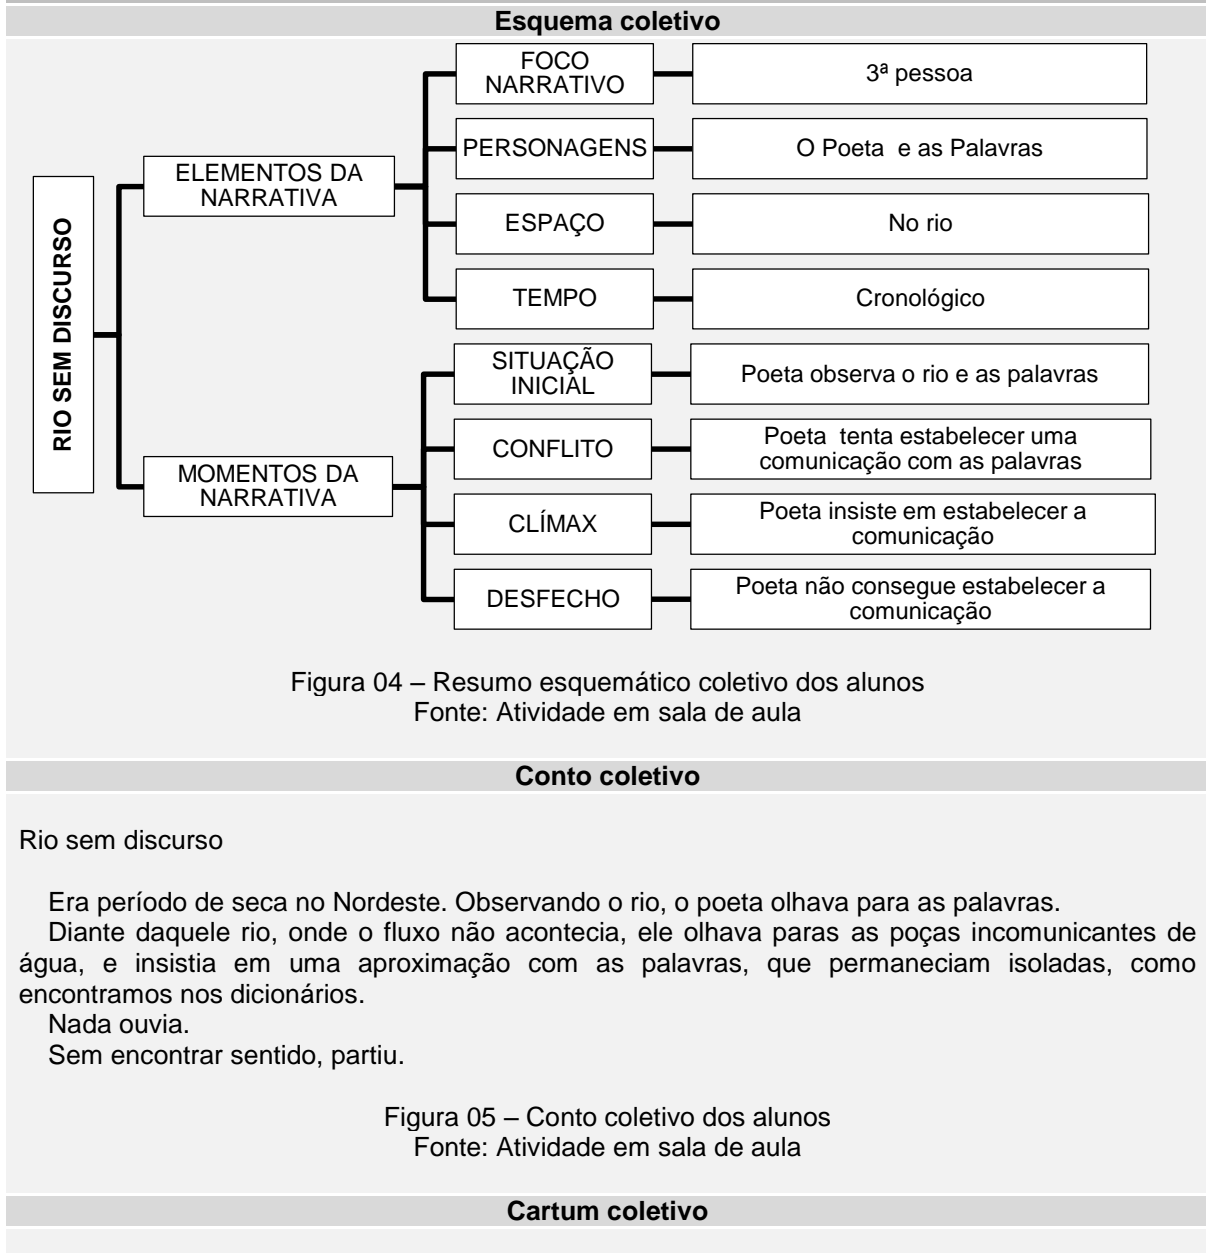 Esquema coletivo
RIO SEM DISCURSO
ELEMENTOS DA
NARRATIVA
FOCO
NARRATIVO
3ª pessoa
PERSONAGENS
O Poeta e as Palavras
ESPAÇO
No rio
TEMPO
Cronológico
MOMENTOS DA
NARRATIVA
SITUAÇÃO
INICIAL
Poeta observa o rio e as palavras
CONFLITO
Poeta tenta estabelecer uma
comunicação com as palavras
CLÍMAX
Poeta insiste em estabelecer a
comunicação
DESFECHO
Poeta não consegue estabelecer a
comunicação
Figura 04 – Resumo esquemático coletivo dos alunos
Fonte: Atividade em sala de aula
Conto coletivo
Rio sem discurso
Era período de seca no Nordeste. Observando o rio, o poeta olhava para as palavras.
Diante daquele rio, onde o fluxo não acontecia, ele olhava paras as poças incomunicantes de
água, e insistia em uma aproximação com as palavras, que permaneciam isoladas, como
encontramos nos dicionários.
Nada ouvia.
Sem encontrar sentido, partiu.
Figura 05 – Conto coletivo dos alunos
Fonte: Atividade em sala de aula
Cartum coletivo